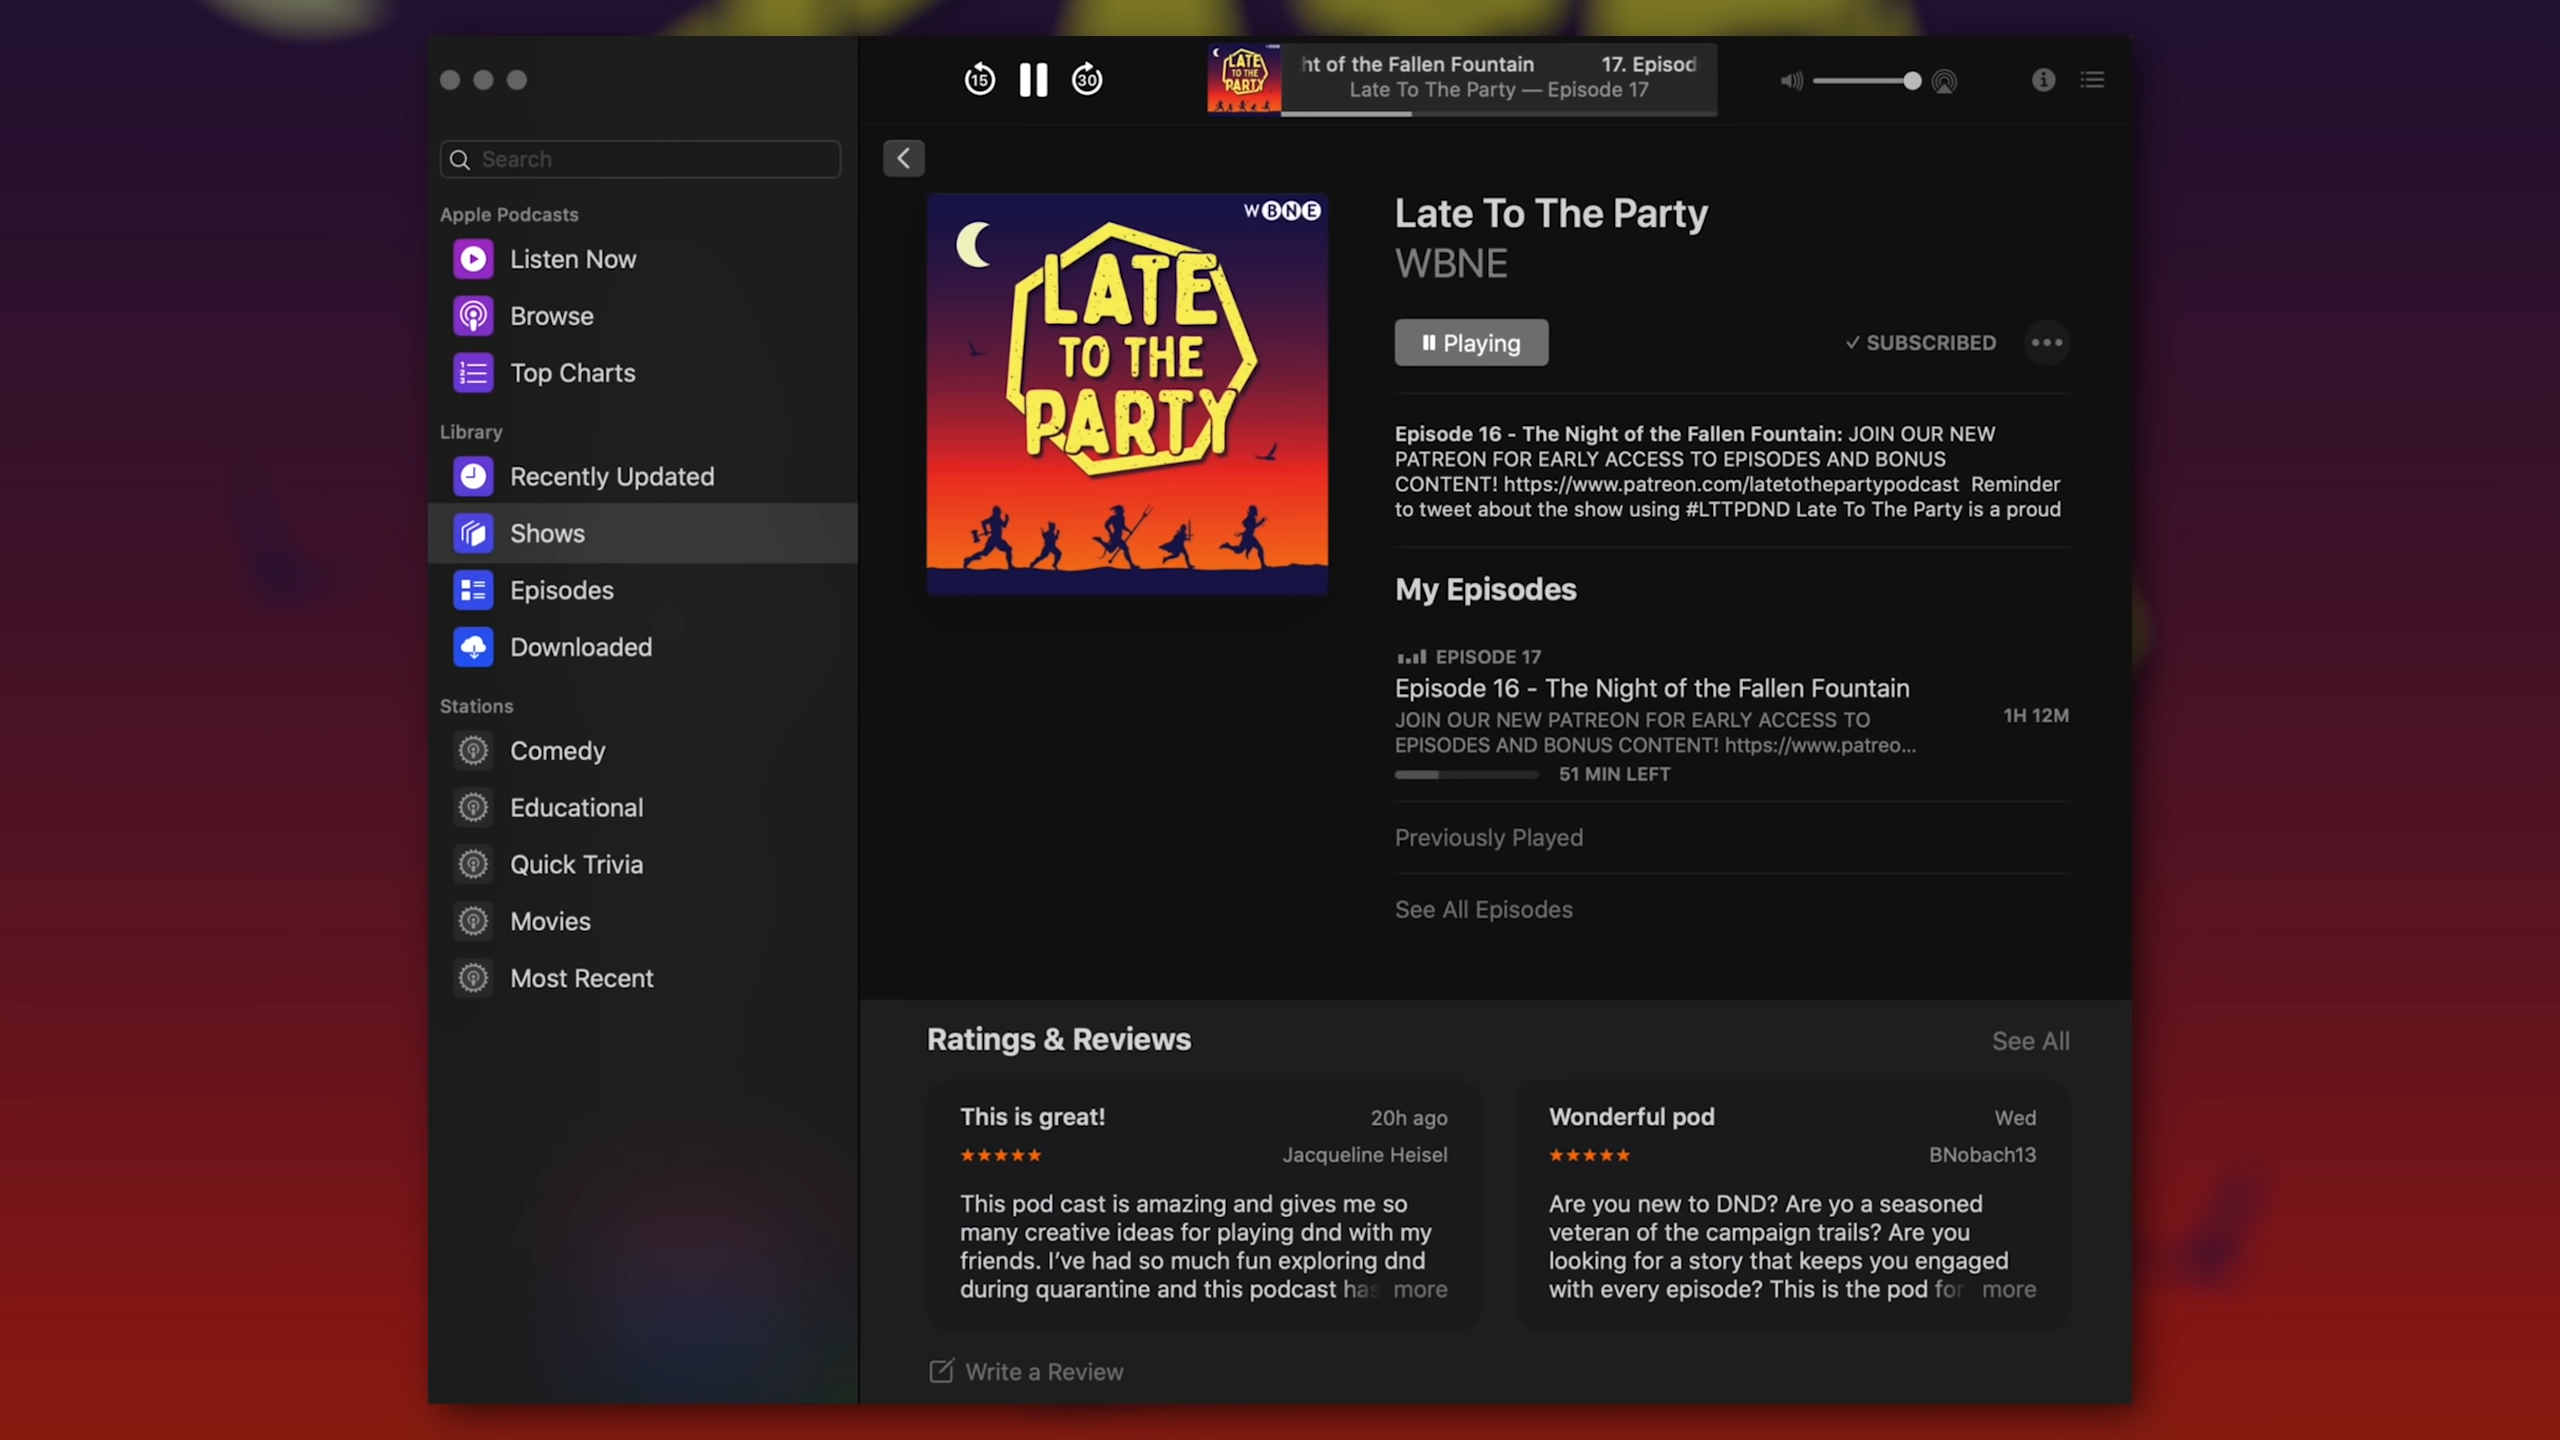 15
30
LATE
TO THE
PARTY
ht of the Fallen Fountain 17. Episod
Late To The Party — Episode 17
Search
Apple Podcasts
Listen Now
Browse
Top Charts
Library
Recently Updated
Shows
Episodes
Downloaded
Stations
Comedy
Educational
Quick Trivia
Movies
Most Recent
WBNE
LATE
TO THE
PARTY
Late To The Party
WBNE
Playing
✓ SUBSCRIBED
Episode 16 - The Night of the Fallen Fountain: JOIN OUR NEW
PATREON FOR EARLY ACCESS TO EPISODES AND BONUS
CONTENT! https://www.patreon.com/latetothepartypodcast Reminder
to tweet about the show using #LTTPDND Late To The Party is a proud
My Episodes
EPISODE 17
Episode 16 - The Night of the Fallen Fountain
JOIN OUR NEW PATREON FOR EARLY ACCESS TO
EPISODES AND BONUS CONTENT! https://www.patreo...
1H 12M
51 MIN LEFT
Previously Played
See All Episodes
Ratings & Reviews
See All
This is great!
20h ago
★★★★★
Jacqueline Heisel
This pod cast is amazing and gives me so
many creative ideas for playing dnd with my
friends. I've had so much fun exploring dnd
during quarantine and this podcast has more
Wonderful pod
Wed
★★★★★
BNobach13
Are you new to DND? Are yo a seasoned
veteran of the campaign trails? Are you
looking for a story that keeps you engaged
with every episode? This is the pod for more
Write a Review